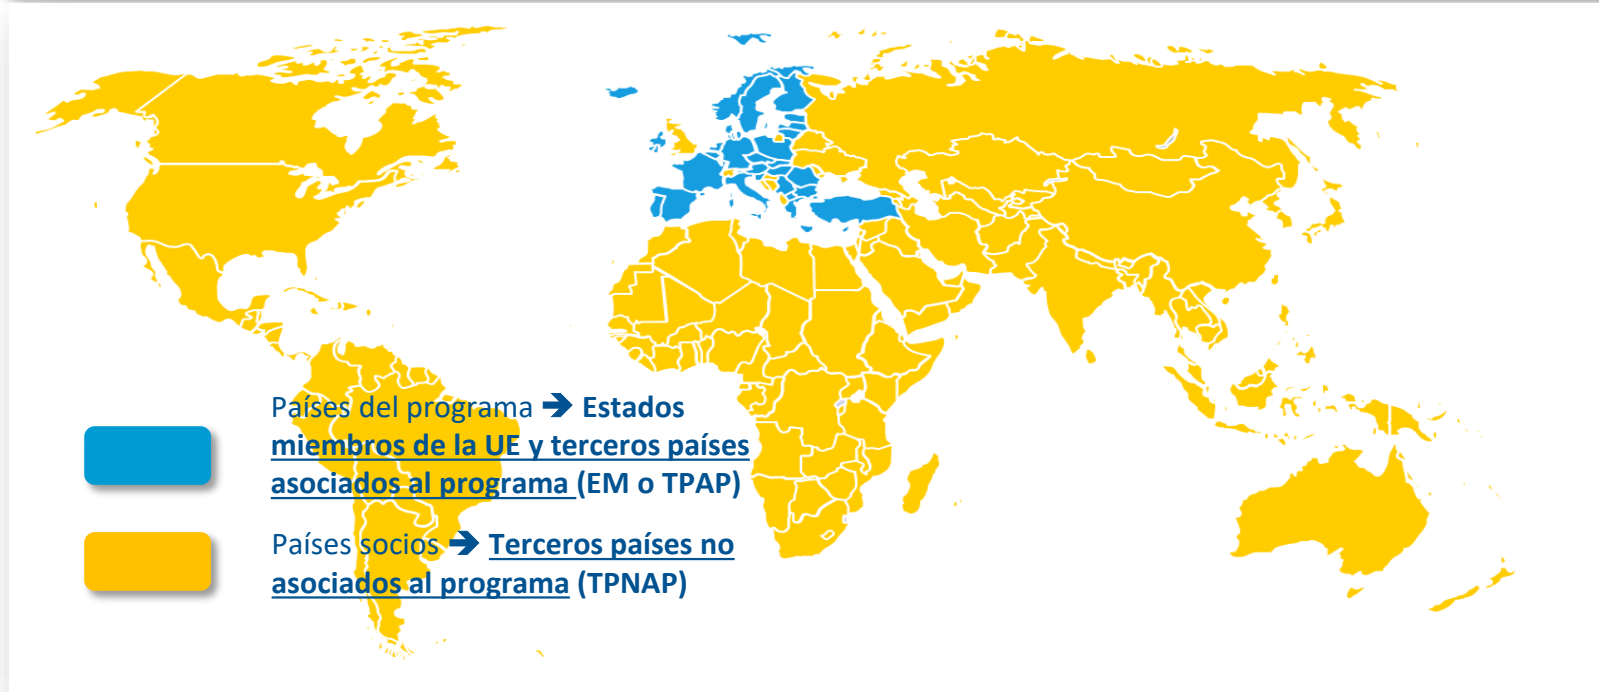 Países del programa ➔ Estados
miembros de la UE y terceros países
asociados al programa (EM o TPAP)
Países socios ➔ Terceros países no
asociados al programa (TPNAP)